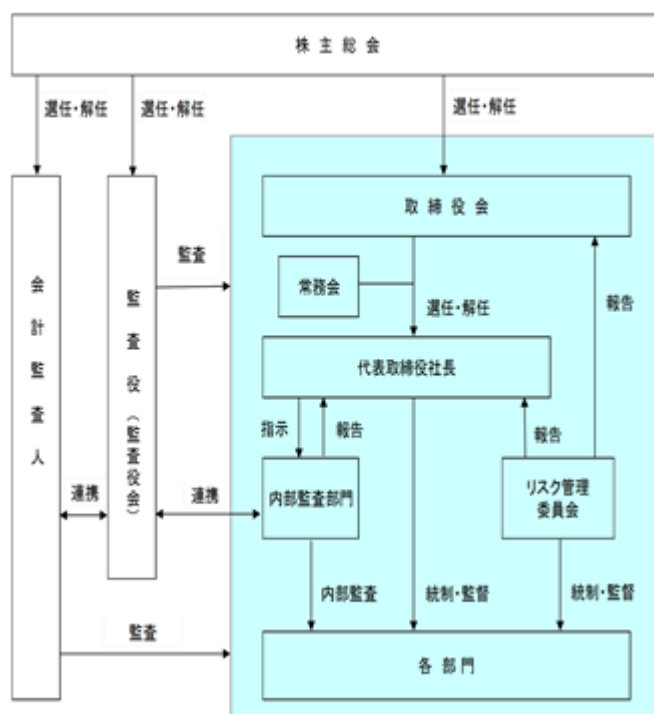 株主総会
選任・解任
選任・解任
選任・解任
取締役会
監査
常務会
選任・解任
報告
代表取締役社長
会計監査人
監査役（監査役会）
指示
報告
報告
連携
連携
内部監査部門
リスク管理
委員会
内部監査
統制・監督
統制・監督
監査
各部門